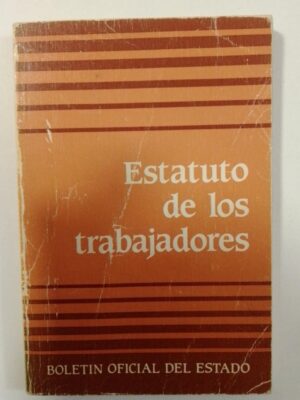 Estatuto
de los
trabajadores
BOLETIN OFICIAL DEL ESTADO